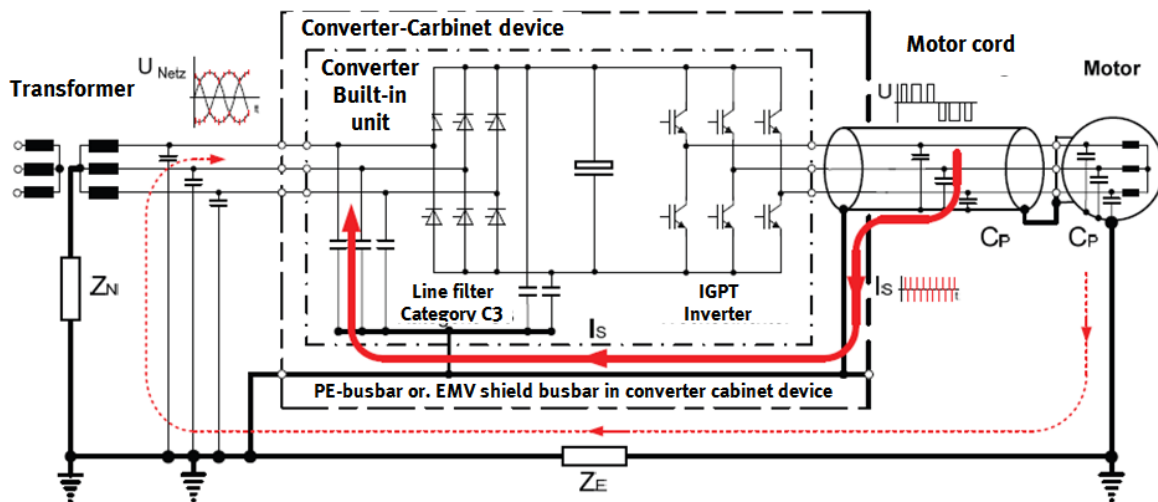 Converter-Carbinet device
Motor cord
Motor
Transformer
U Netz
t
Converter
Built-in
unit
U
ZN
Line filter
Category C3
IGPT
Inverter
CP
CP
IS
t
IS
PE-busbar or. EMV shield busbar in converter cabinet device
ZE